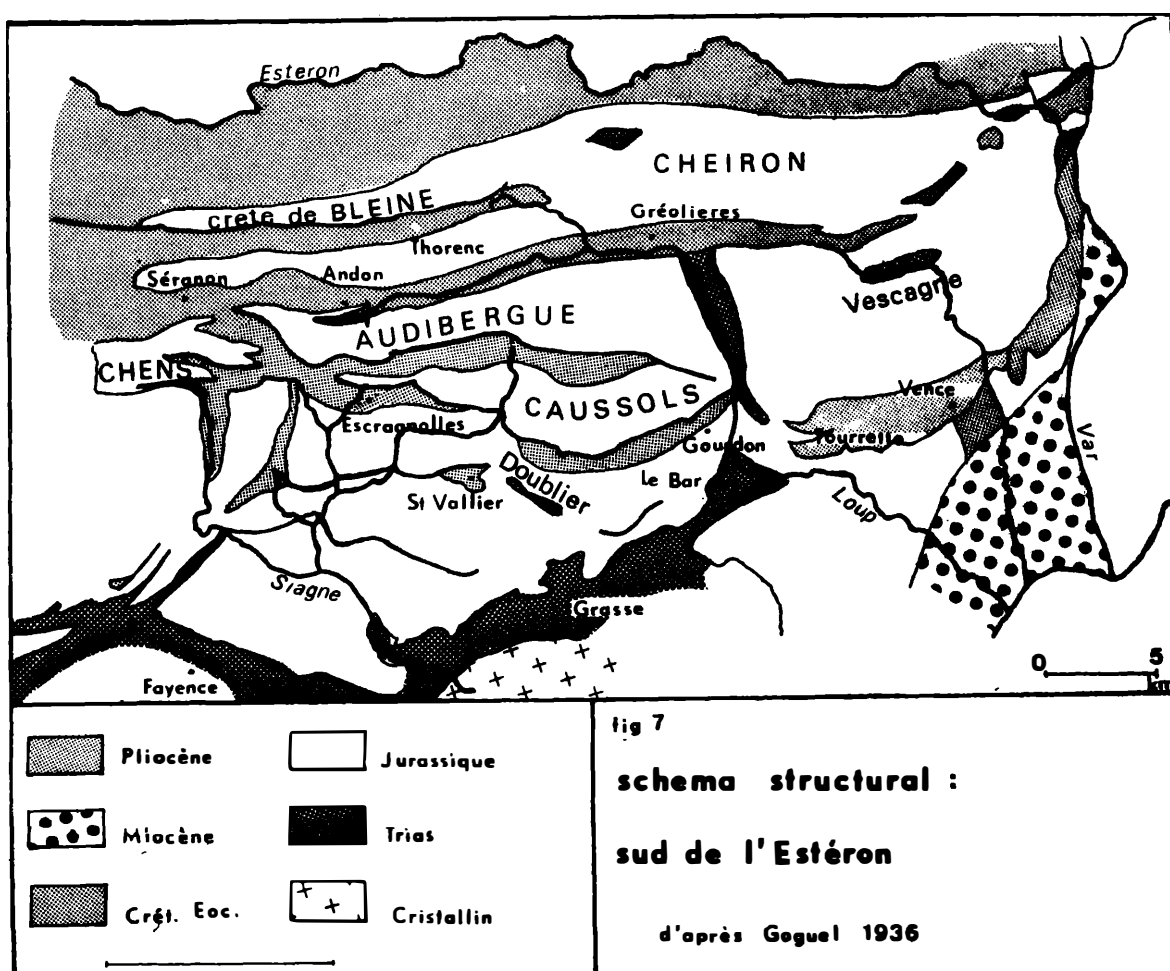 Esteron
CHEIRON
crete de BLEINE
Gréolieres
Thorenc
Séranon
Andon
Vescagne
AUDIBERGUE
CHENS
Vence
CAUSSOLS
Escragnolles
Tourrette
Gourdon
Var
le Bar
Doublier
St Vallier
Loup
Siagne
Grasse
0 5
km
Fayence
Pliocène
Jurassique
Miocène
Trias
Crét. Eoc.
Cristallin
fig 7
schema structural :
sud de l'Estéron
d'après Goguel 1936